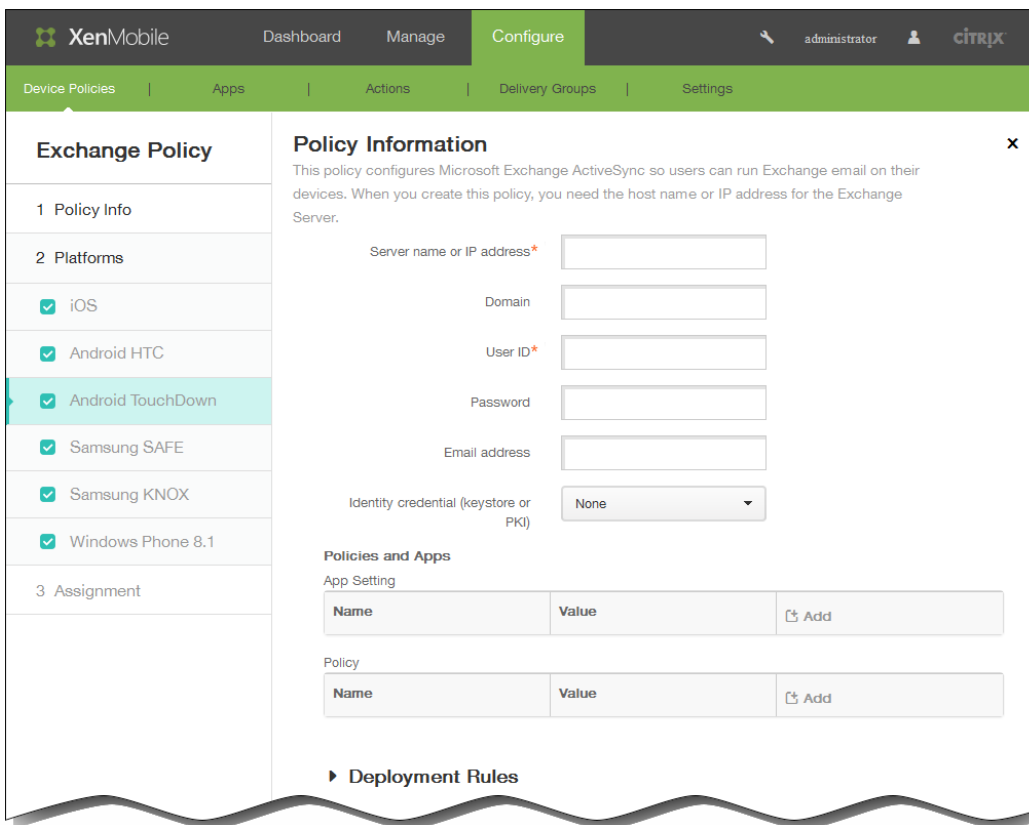 XenMobile Dashboard Manage Configure administrator CİTRIX
Device Policies | Apps | Actions | Delivery Groups | Settings
Exchange Policy
1 Policy Info
2 Platforms
iOS
Android HTC
Android TouchDown
Samsung SAFE
Samsung KNOX
Windows Phone 8.1
3 Assignment
Policy Information
x
This policy configures Microsoft Exchange ActiveSync so users can run Exchange email on their
devices. When you create this policy, you need the host name or IP address for the Exchange
Server.
Server name or IP address*
Domain
User ID*
Password
Email address
Identity credential (keystore or
PKI) None
Policies and Apps
App Setting
Name Value Add
Policy
Name Value Add
Deployment Rules